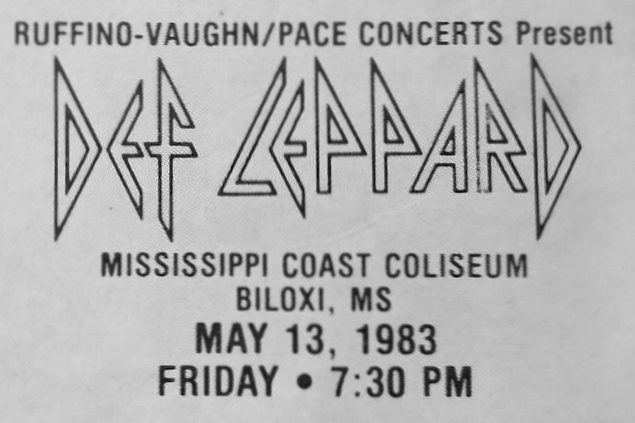 RUFFINO-VAUGHN/PACE CONCERTS Present
DEF LEPPARD
MISSISSIPPI COAST COLISEUM
BILOXI, MS
MAY 13, 1983
FRIDAY • 7:30 PM